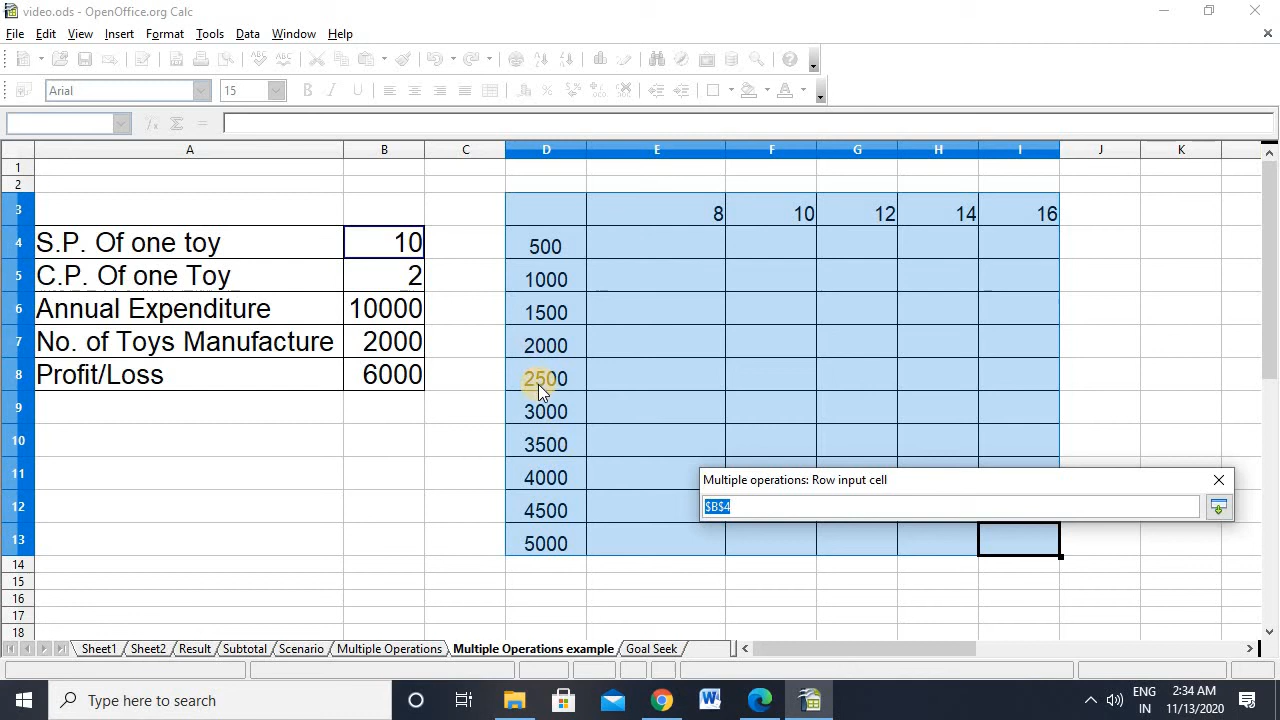 video.ods - OpenOffice.org Calc
File Edit View Insert Format Tools Data Window Help
Arial 15
A B C D E F G H I J K
1
2
3 8 10 12 14 16
4 S.P. Of one toy 10 500
5 C.P. Of one Toy 2 1000
6 Annual Expenditure 10000 1500
7 No. of Toys Manufacture 2000 2000
8 Profit/Loss 6000 2500
9 3000
10 3500
11 4000
Multiple operations: Row input cell
$B$4
12 4500
13 5000
14
15
16
17
18
Sheet1 Sheet2 Result Subtotal Scenario Multiple Operations Multiple Operations example Goal Seek
Type here to search
ENG 2:34 AM
IN 11/13/2020